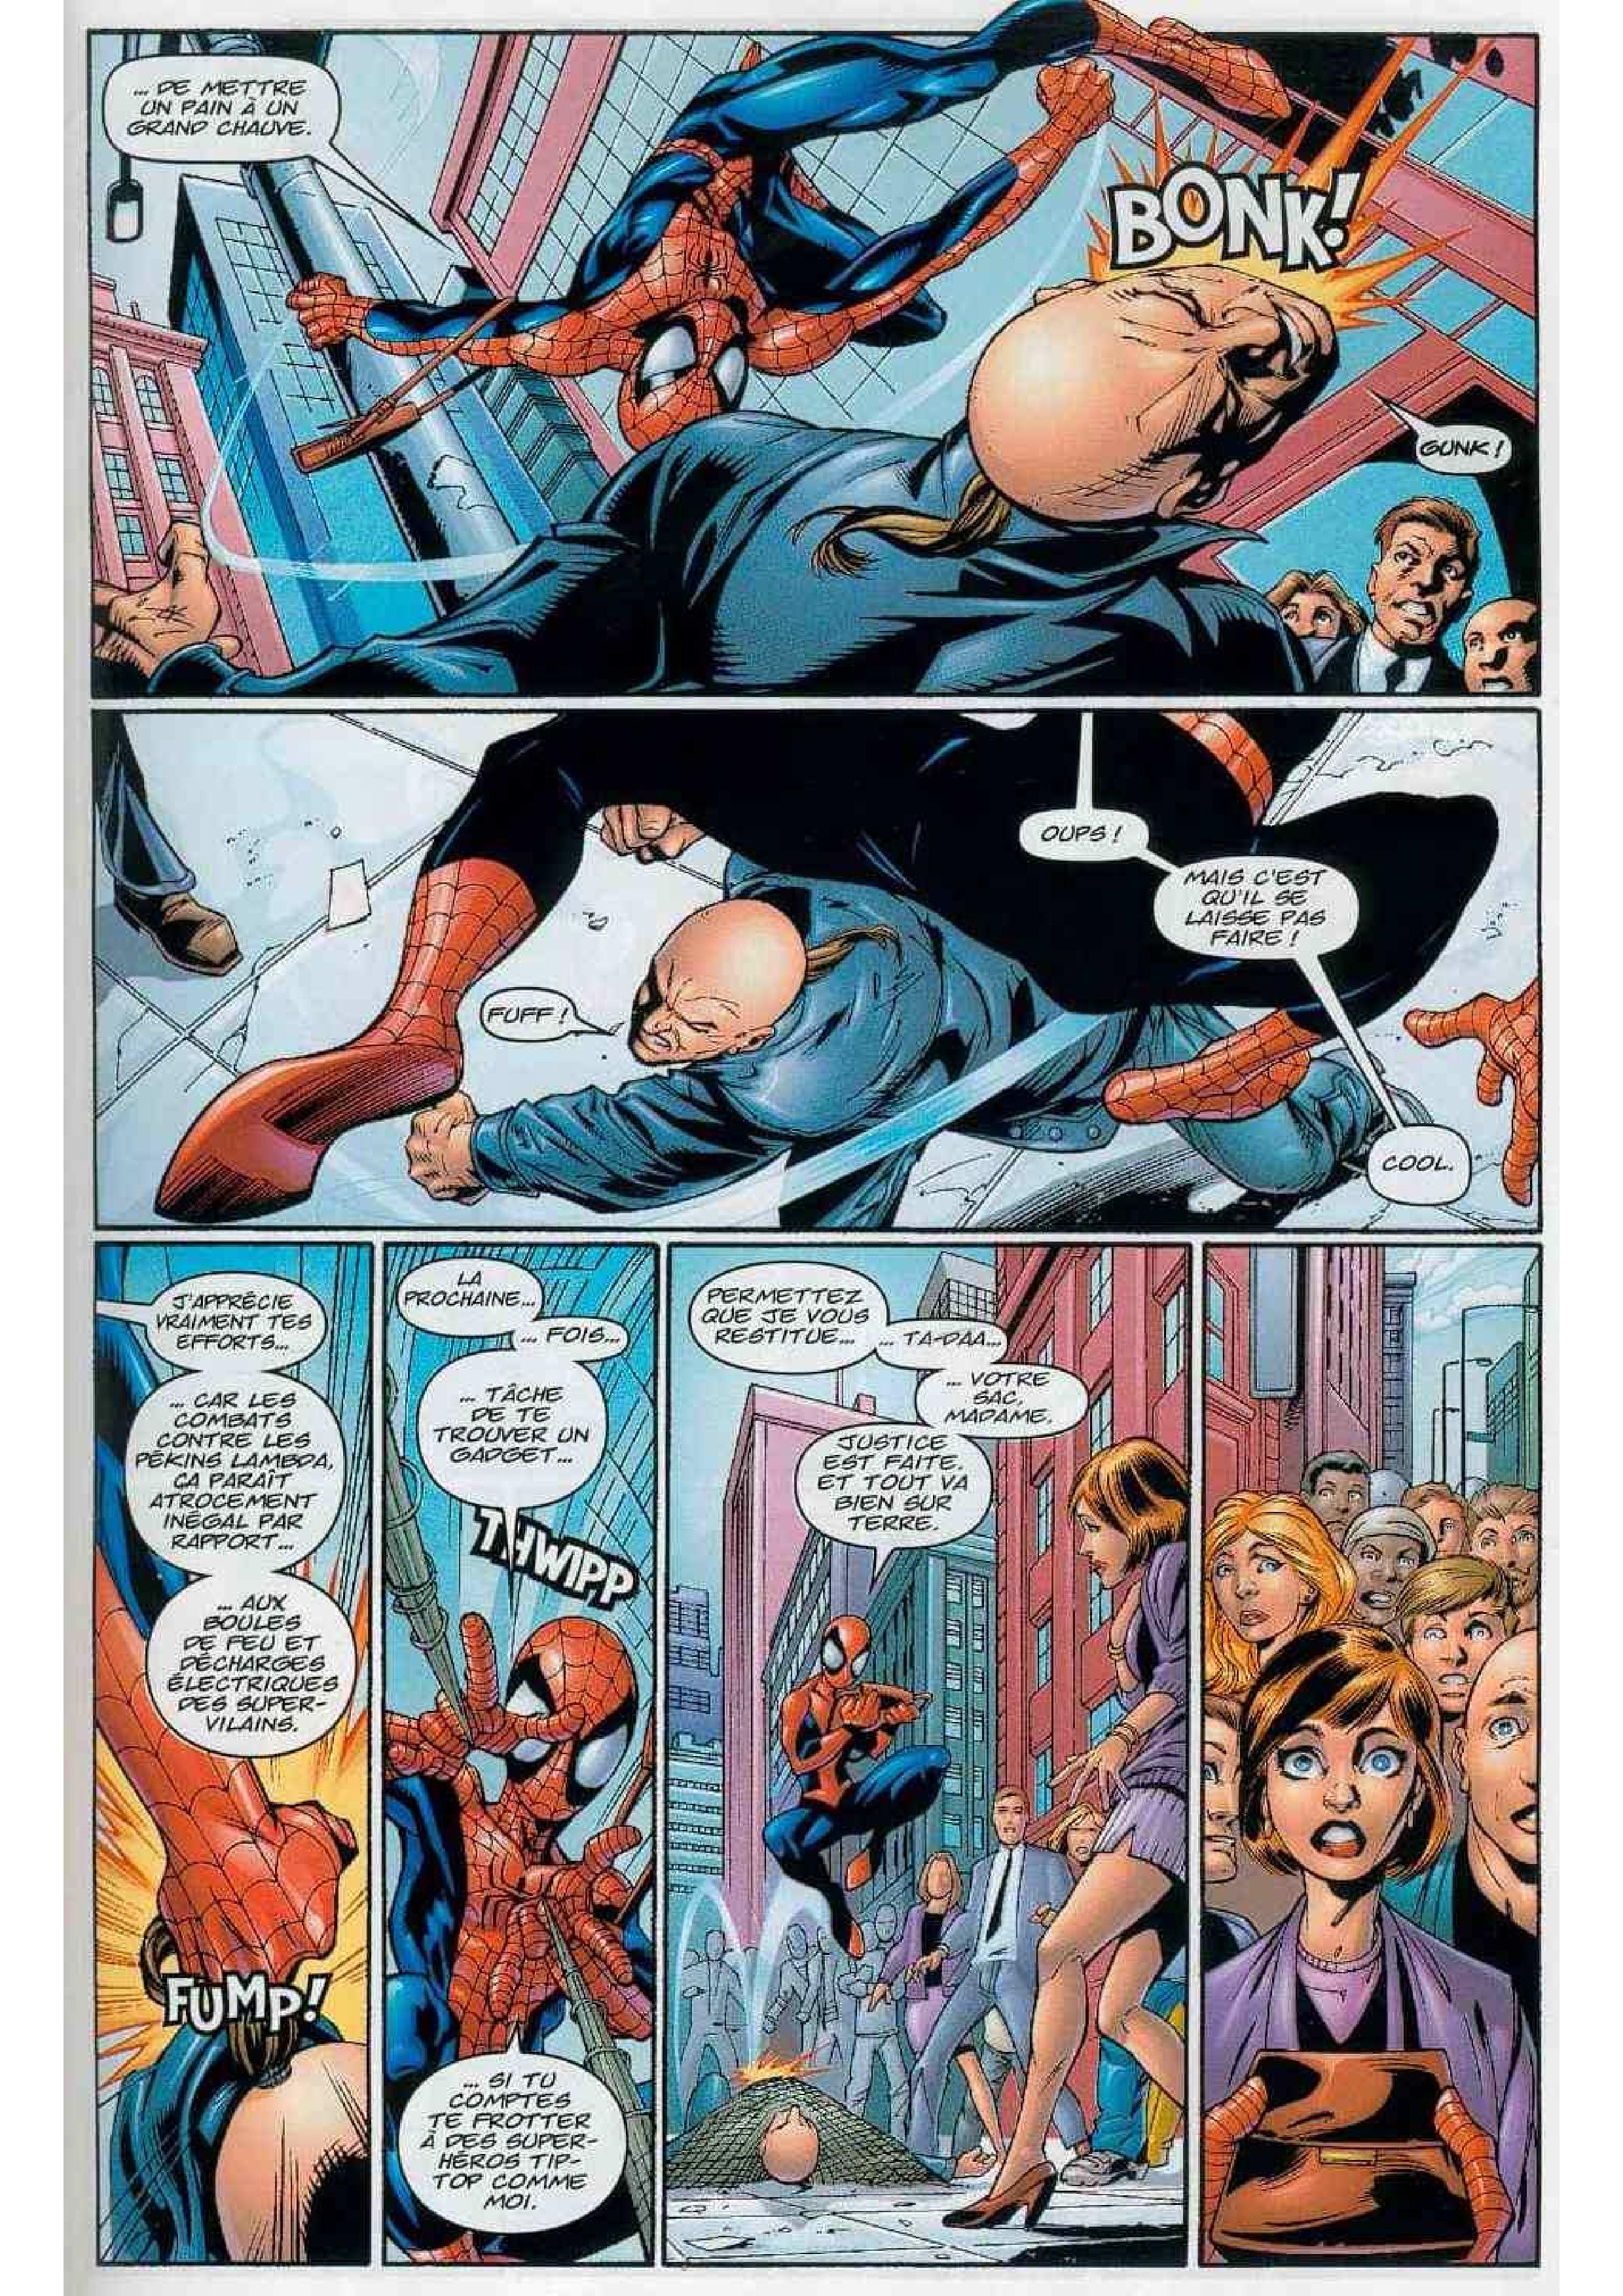 ... DE METTRE
UN PAIN À UN
GRAND CHAUVE.
BONK!
GUNK !
OUPS !
MAIS C'EST
QU'IL SE
LAISSE PAS
FAIRE !
FUFF !
COOL.
J'APPRÉCIE
VRAIMENT TES
EFFORTS...
... CAR LES
COMBATS
CONTRE LES
PÉKINS LAMBDA,
ÇA PARAÎT
ATROCEMENT
INÉGAL PAR
RAPPORT...
... AUX
BOULES
DE FEU ET
DÉCHARGES
ÉLECTRIQUES
DES SUPER-
VILAINS.
FUMP!
LA
PROCHAINE...
... FOIS...
... TÂCHE
DE TE
TROUVER UN
GADGET...
THWIPP
... SI TU
COMPTES
TE FROTTER
À DES SUPER-
HÉROS TIP-
TOP COMME
MOI.
PERMETTEZ
QUE JE VOUS
RESTITUE...
... TA-DAA...
... VOTRE
SAC,
MADAME.
JUSTICE
EST FAITE.
ET TOUT VA
BIEN SUR
TERRE.